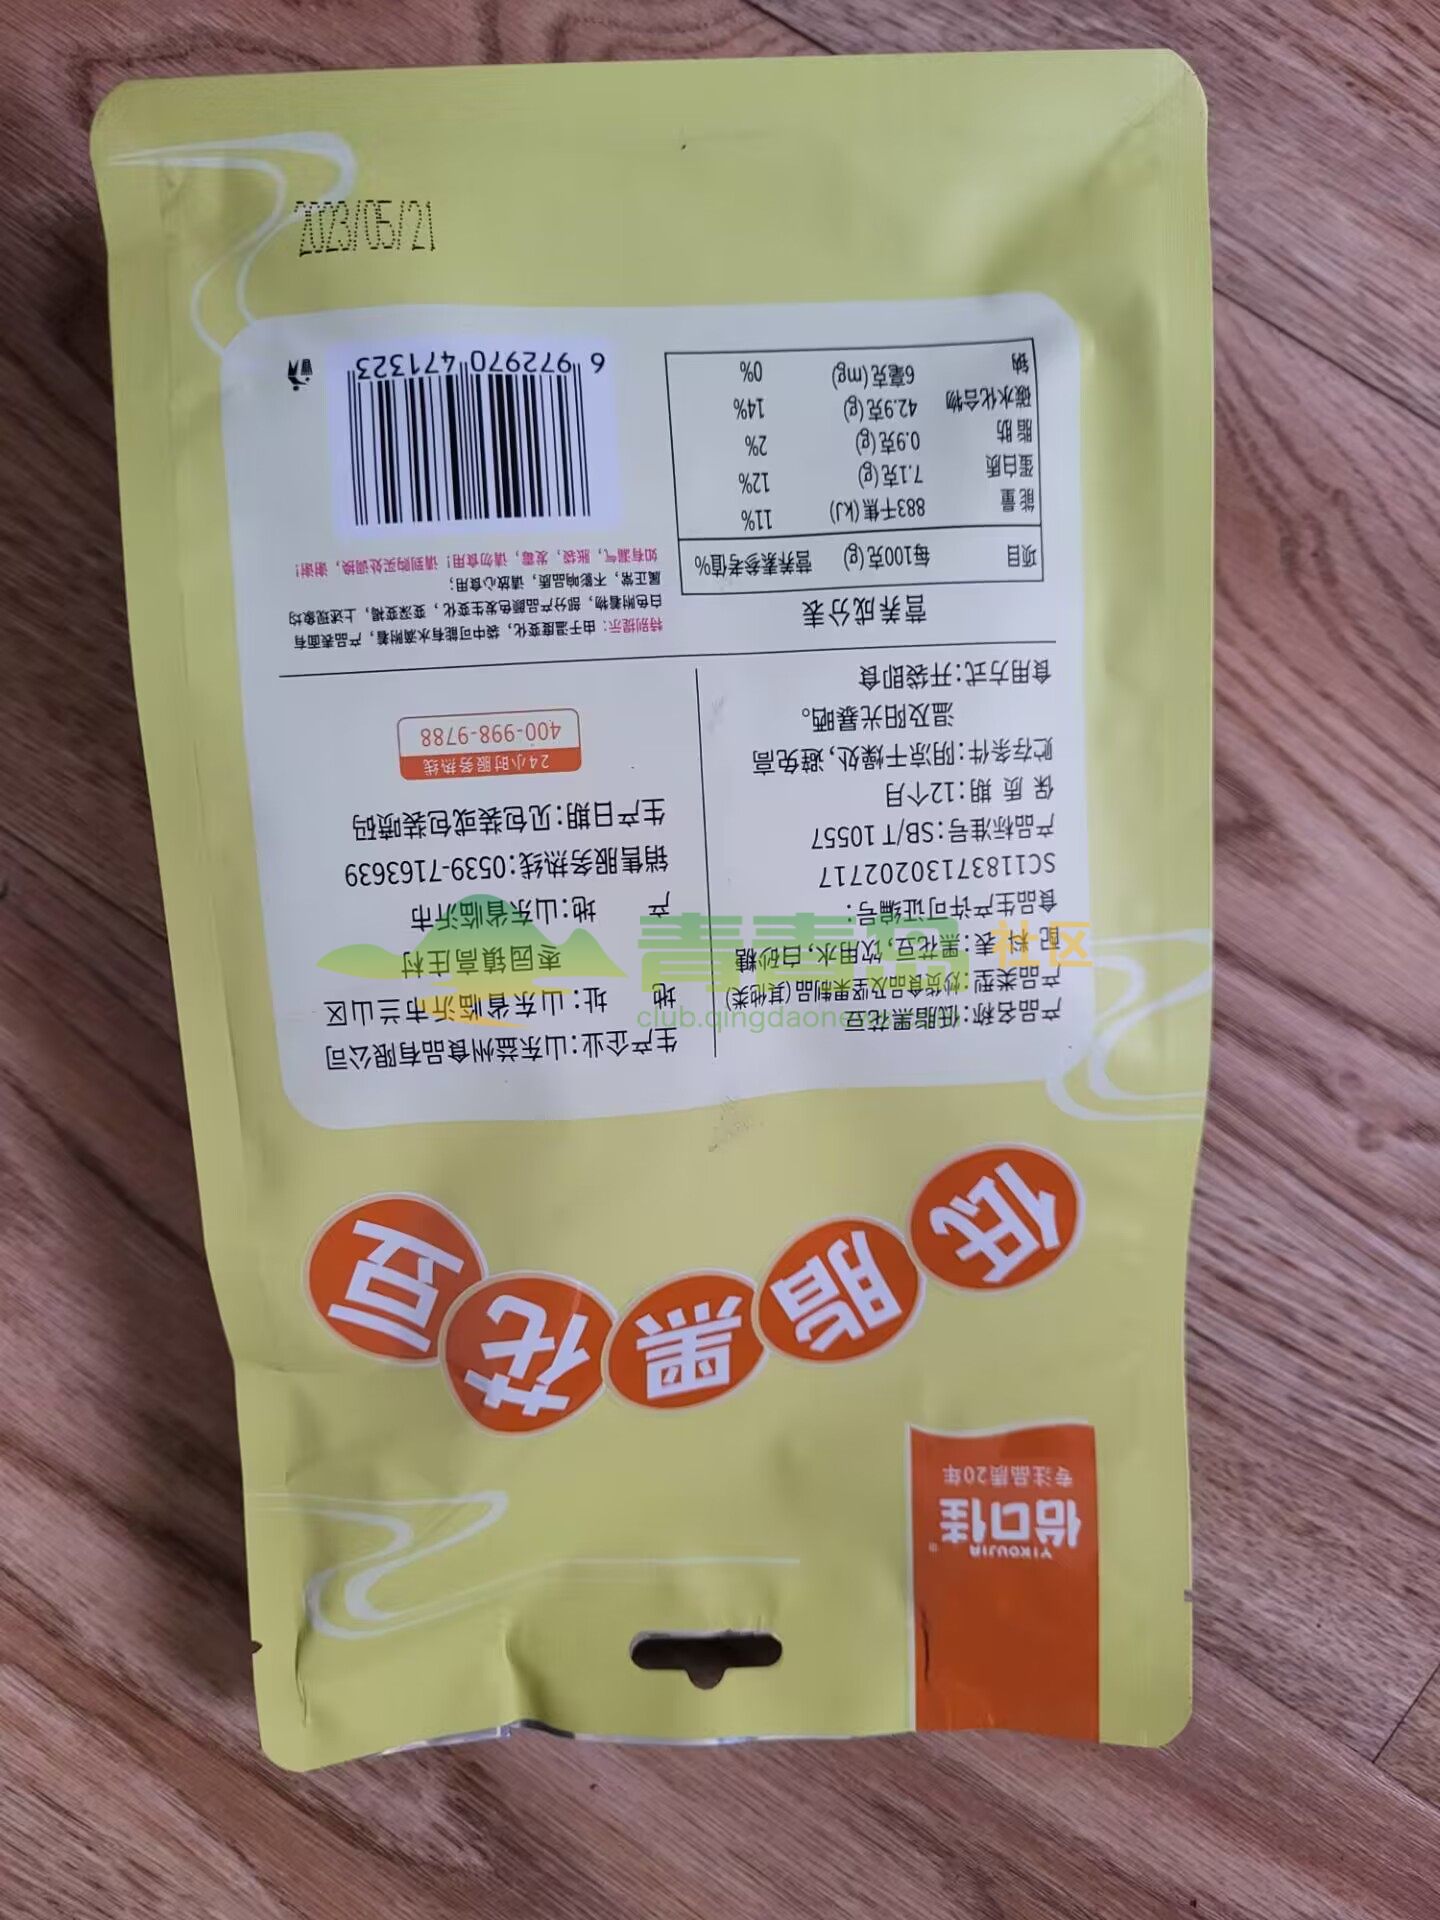 YIKOUJIA
倍口佳
专注品质20年
低脂黑花豆
产品名称:低脂黑花豆
产品类型:炒货食品及坚果制品(其他类)
配 料 表:黑花豆,饮用水,白砂糖
食品生产许可证编号:
SC11837130202717
产品标准号:SB/T 10557
保 质 期:12个月
贮存条件:阴凉干燥处,避免高
温及阳光暴晒。
食用方式:开袋即食
生产企业:山东益州食品有限公司
地 址:山东省临沂市兰山区
枣园镇高庄村
产 地:山东省临沂市
销售服务热线:0539-7163639
生产日期:见包装或包装喷码
24小时服务热线
400-998-9788
营养成分表
项目 每100克(g) 营养素参考值%
能量 883千焦(kJ) 11%
蛋白质 7.1克(g) 12%
脂肪 0.9克(g) 2%
碳水化合物 42.9克(g) 14%
钠 6毫克(mg) 0%
特别提示:由于温度变化,袋中可能有水滴附着,产品表面有
白色附着物,部分产品颜色发生变化,变深变褐,上述现象均
属正常,不影响品质,请放心食用;
如有漏气,胀袋,发霉,请勿食用!请到购买处调换,谢谢!
6 972970 471323
2023/05/21
青青岛 社区
club.qingdaonews.com